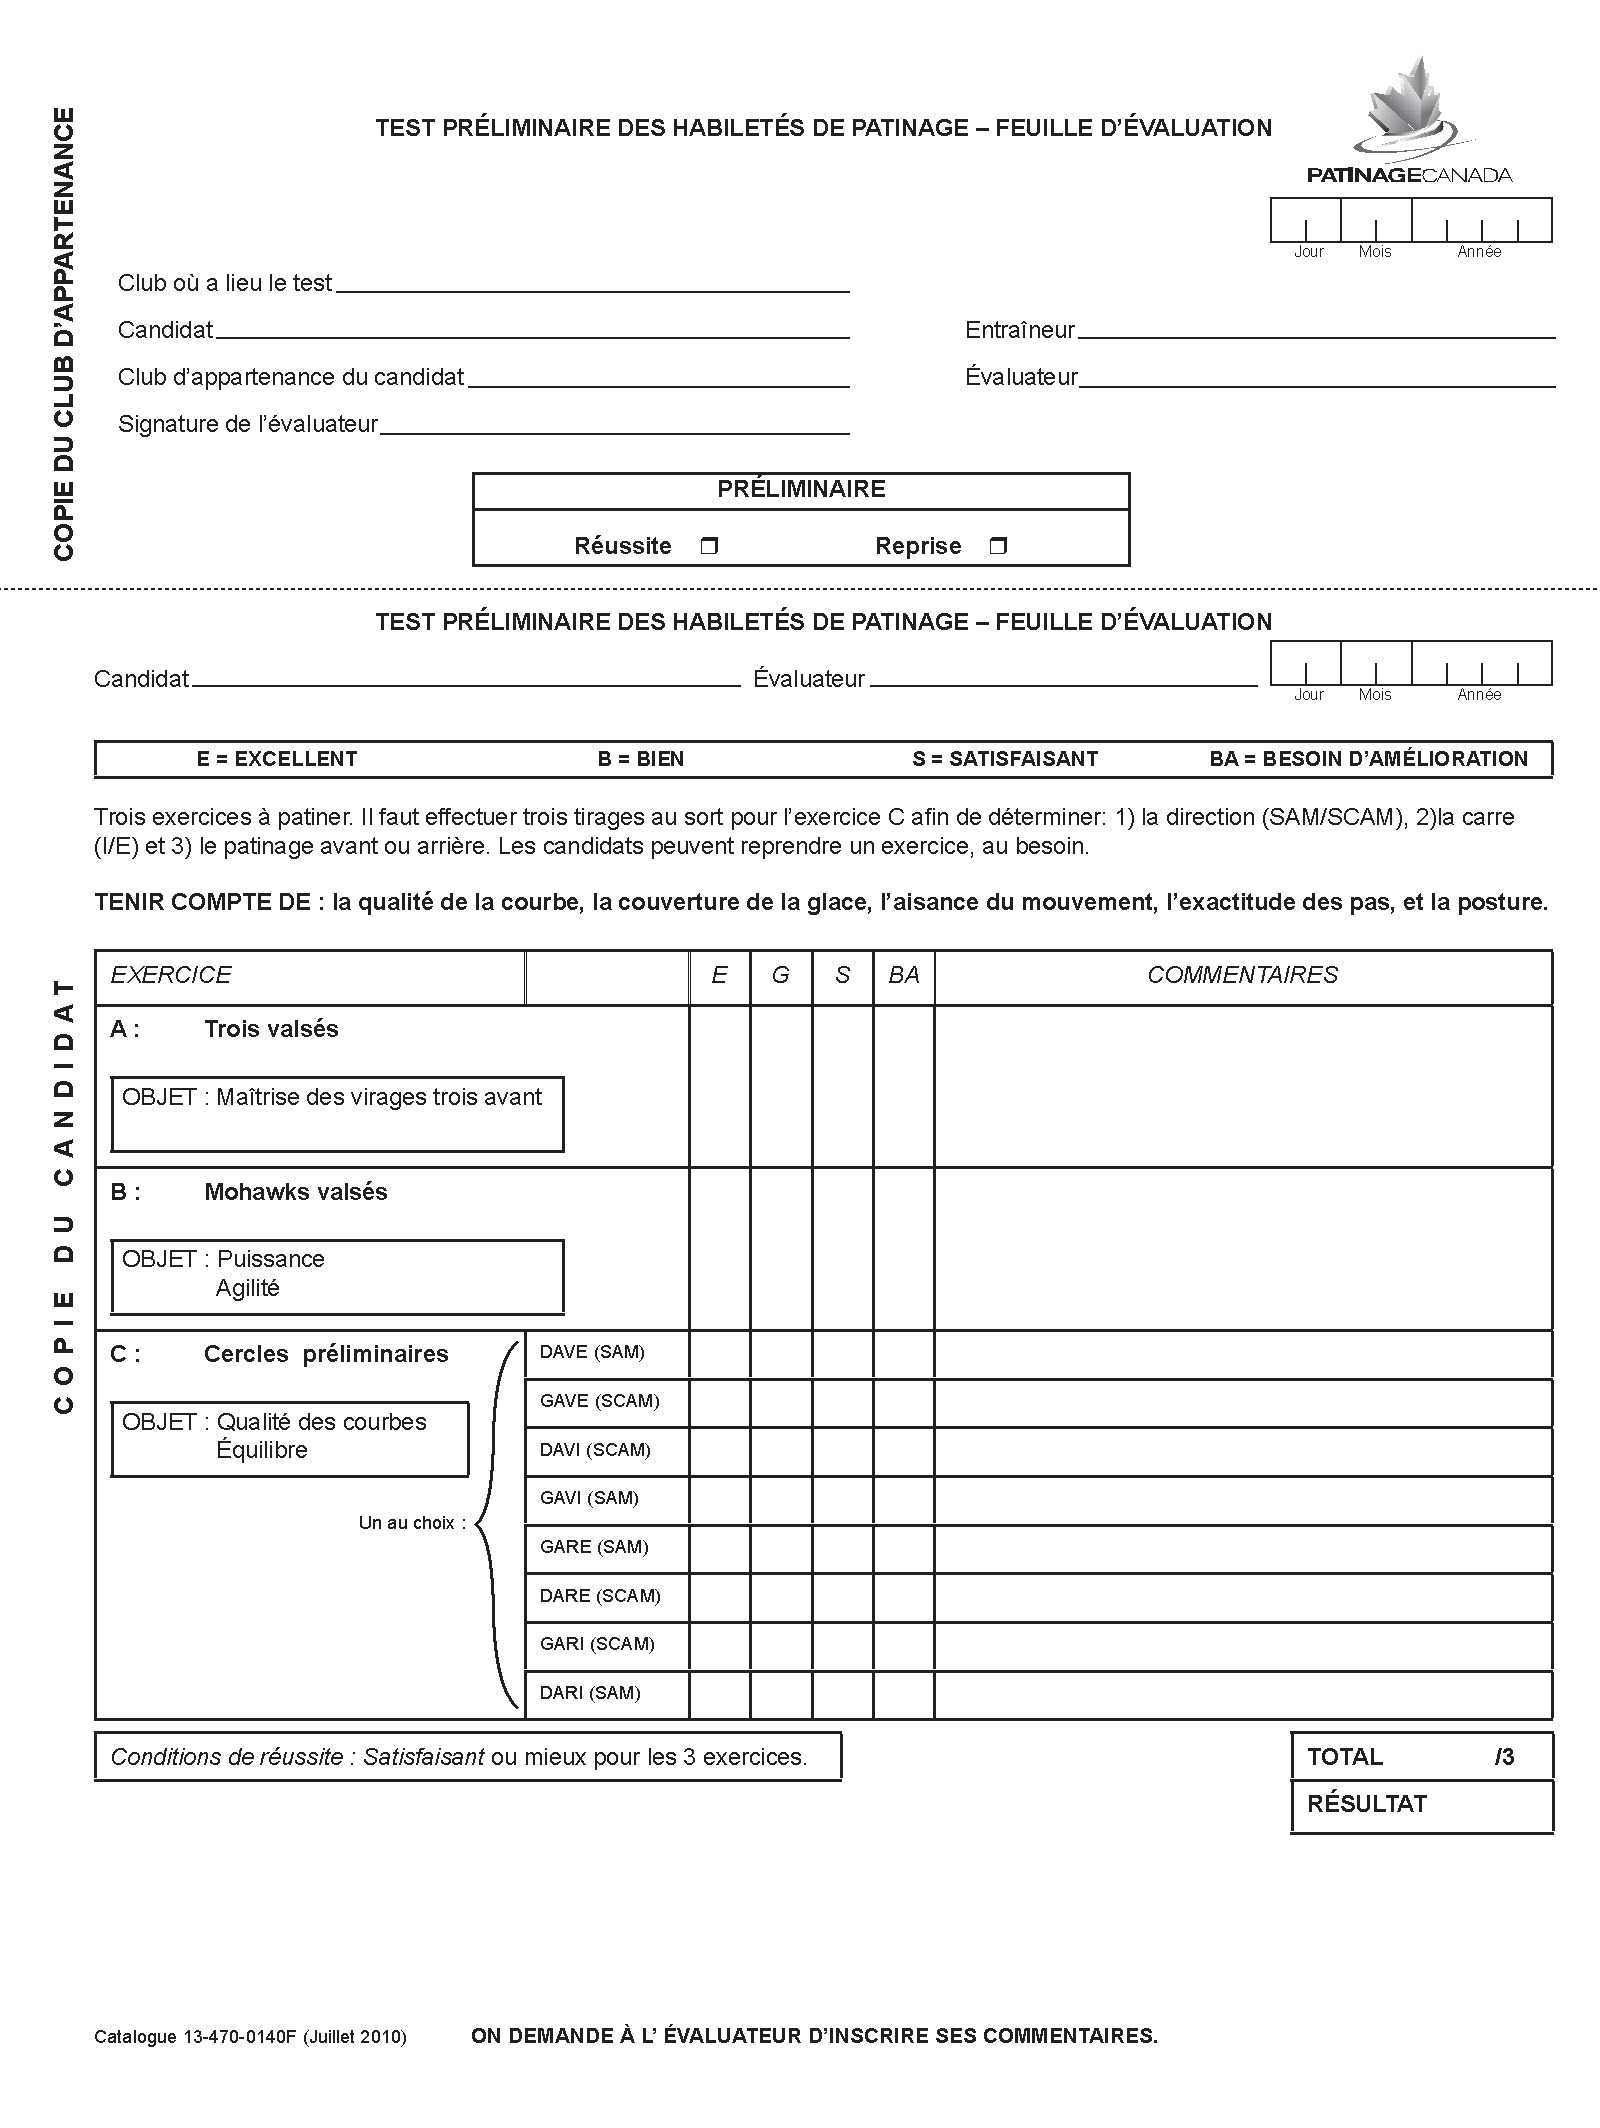 COPIE DU CLUB D'APPARTENANCE
TEST PRÉLIMINAIRE DES HABILETÉS DE PATINAGE – FEUILLE D'ÉVALUATION
PATINAGECANADA
Jour Mois Année
Club où a lieu le test
Candidat Entraîneur
Club d'appartenance du candidat Évaluateur
Signature de l'évaluateur
PRÉLIMINAIRE
Réussite ❒ Reprise ❒
TEST PRÉLIMINAIRE DES HABILETÉS DE PATINAGE – FEUILLE D'ÉVALUATION
Candidat Évaluateur
Jour Mois Année
E = EXCELLENT B = BIEN S = SATISFAISANT BA = BESOIN D'AMÉLIORATION
Trois exercices à patiner. Il faut effectuer trois tirages au sort pour l'exercice C afin de déterminer: 1) la direction (SAM/SCAM), 2)la carre
(I/E) et 3) le patinage avant ou arrière. Les candidats peuvent reprendre un exercice, au besoin.
TENIR COMPTE DE : la qualité de la courbe, la couverture de la glace, l'aisance du mouvement, l'exactitude des pas, et la posture.
COPIE DU CANDIDAT
EXERCICE E G S BA COMMENTAIRES
A : Trois valsés
OBJET : Maîtrise des virages trois avant
B : Mohawks valsés
OBJET : Puissance
Agilité
C : Cercles préliminaires
OBJET : Qualité des courbes
Équilibre
Un au choix :
DAVE (SAM)
GAVE (SCAM)
DAVI (SCAM)
GAVI (SAM)
GARE (SAM)
DARE (SCAM)
GARI (SCAM)
DARI (SAM)
Conditions de réussite : Satisfaisant ou mieux pour les 3 exercices.
TOTAL /3
RÉSULTAT
Catalogue 13-470-0140F (Juillet 2010) ON DEMANDE À L' ÉVALUATEUR D'INSCRIRE SES COMMENTAIRES.